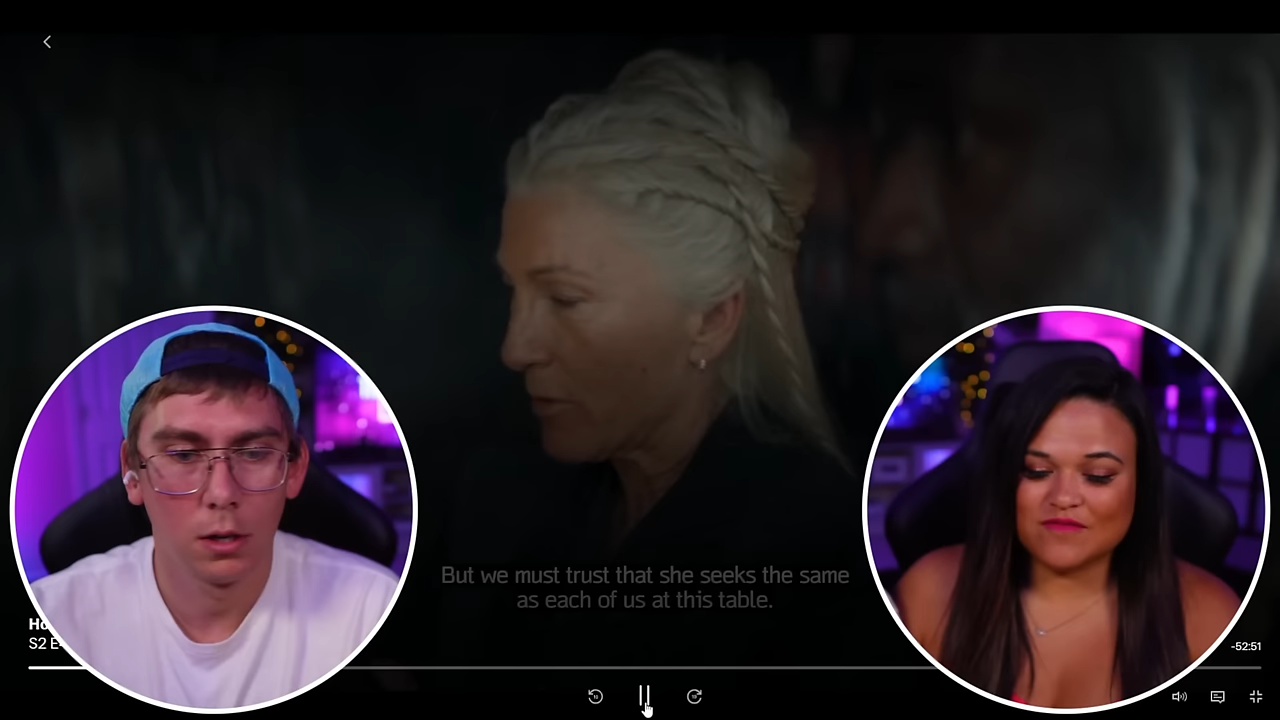 But we must trust that she seeks the same
as each of us at this table.
S2 E
-52:51